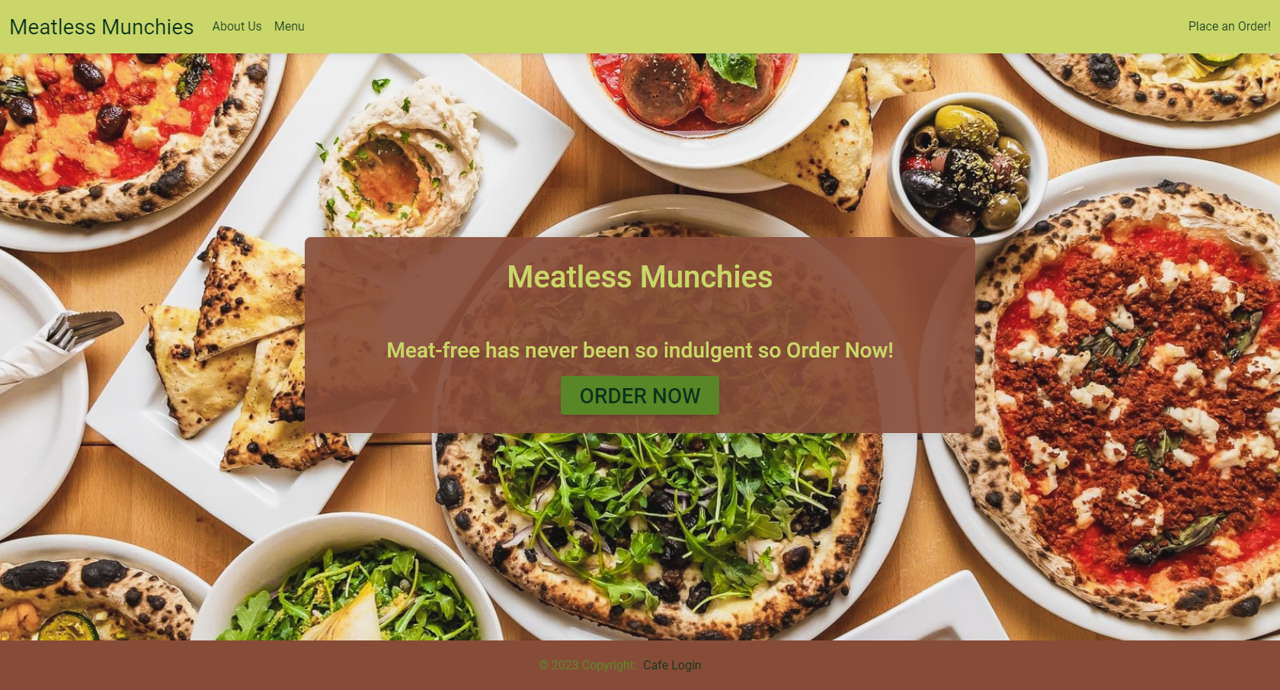 Meatless Munchies About Us Menu Place an Order!
Meatless Munchies
Meat-free has never been so indulgent so Order Now!
ORDER NOW
© 2023 Copyright: Cafe Login